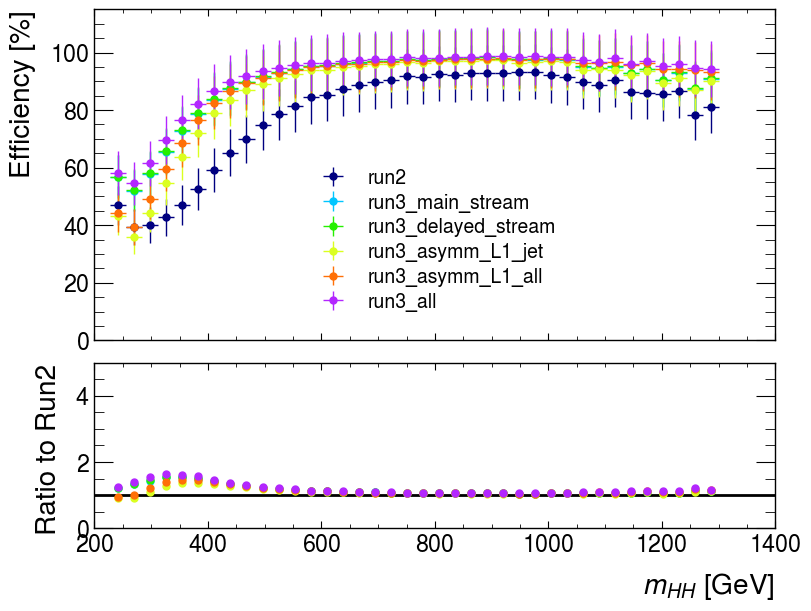 Efficiency [%]
100
80
60
40
20
0
run2
run3_main_stream
run3_delayed_stream
run3_asymm_L1_jet
run3_asymm_L1_all
run3_all
Ratio to Run2
4
2
0
200 400 600 800 1000 1200 1400
m_HH [GeV]